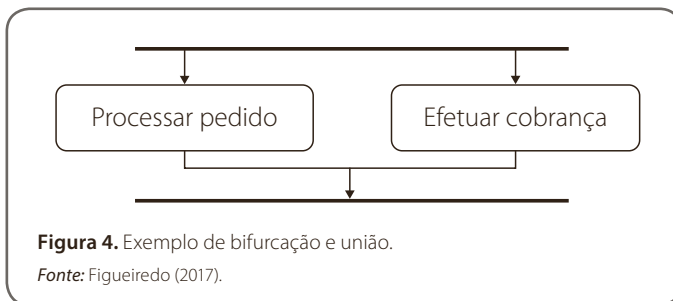 Processar pedido
Efetuar cobrança
Figura 4. Exemplo de bifurcação e união.
Fonte: Figueiredo (2017).